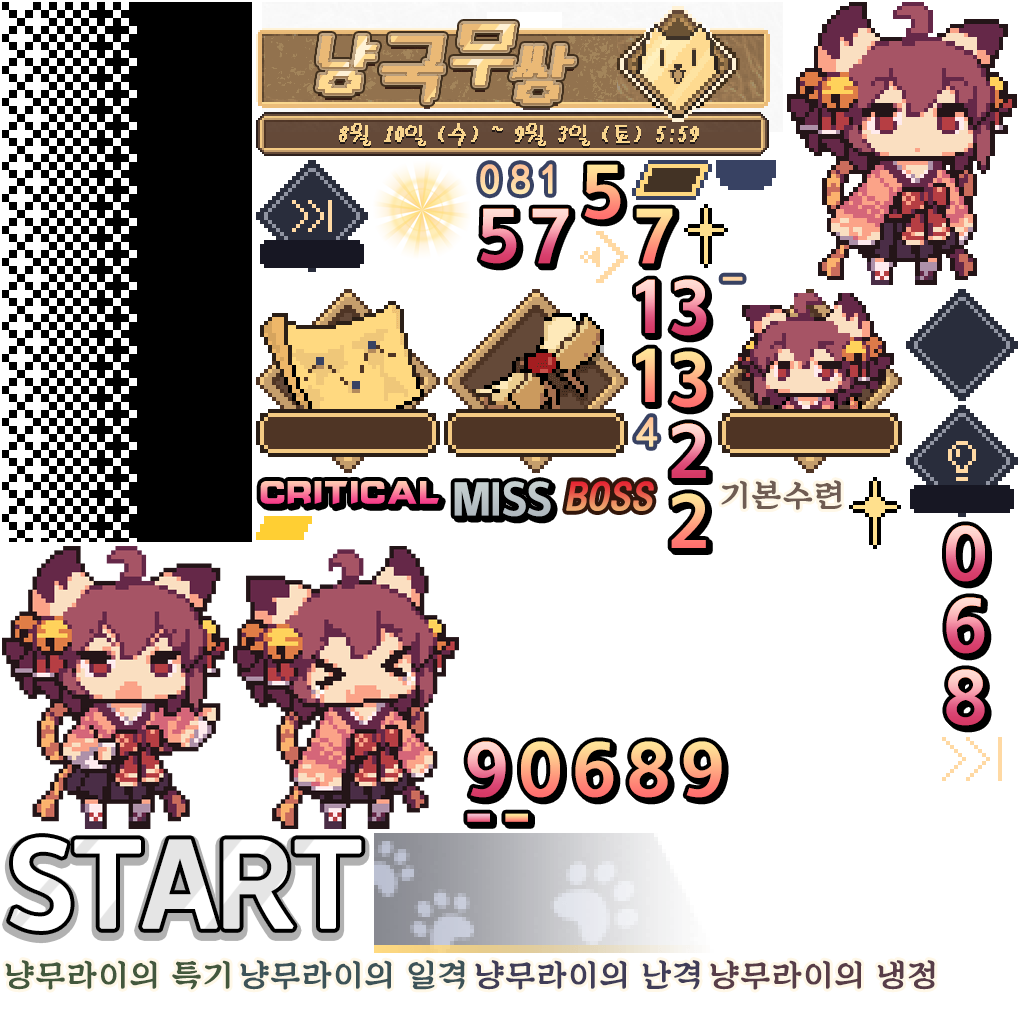 냥국무쌍
8월 10일 (수) ~ 9월 3일 (토) 5:59
081
5
57
7
13
13
4
2
2
CRITICAL
MISS
BOSS
기본수련
0
6
8
90689
START
냥무라이의 특기
냥무라이의 일격
냥무라이의 난격
냥무라이의 냉정